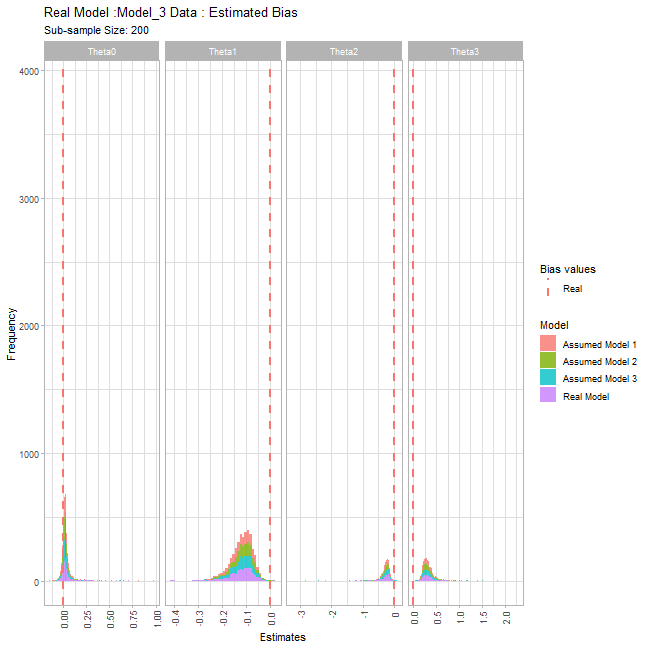 Real Model :Model_3 Data : Estimated Bias
Sub-sample Size: 200
Theta0 Theta1 Theta2 Theta3
4000
3000
2000
1000
0
Frequency
0.00 0.25 0.50 0.75 1.00 -0.4 -0.3 -0.2 -0.1 0.0 -3 -2 -1 0 0.0 0.5 1.0 1.5 2.0
Estimates
Bias values
Real
Model
Assumed Model 1
Assumed Model 2
Assumed Model 3
Real Model